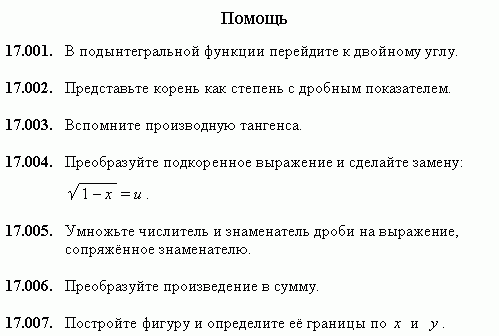 Помощь
17.001. В подынтегральной функции перейдите к двойному углу.
17.002. Представьте корень как степень с дробным показателем.
17.003. Вспомните производную тангенса.
17.004. Преобразуйте подкоренное выражение и сделайте замену:
√(1 − x) = u .
17.005. Умножьте числитель и знаменатель дроби на выражение,
сопряжённое знаменателю.
17.006. Преобразуйте произведение в сумму.
17.007. Постройте фигуру и определите её границы по x и y .